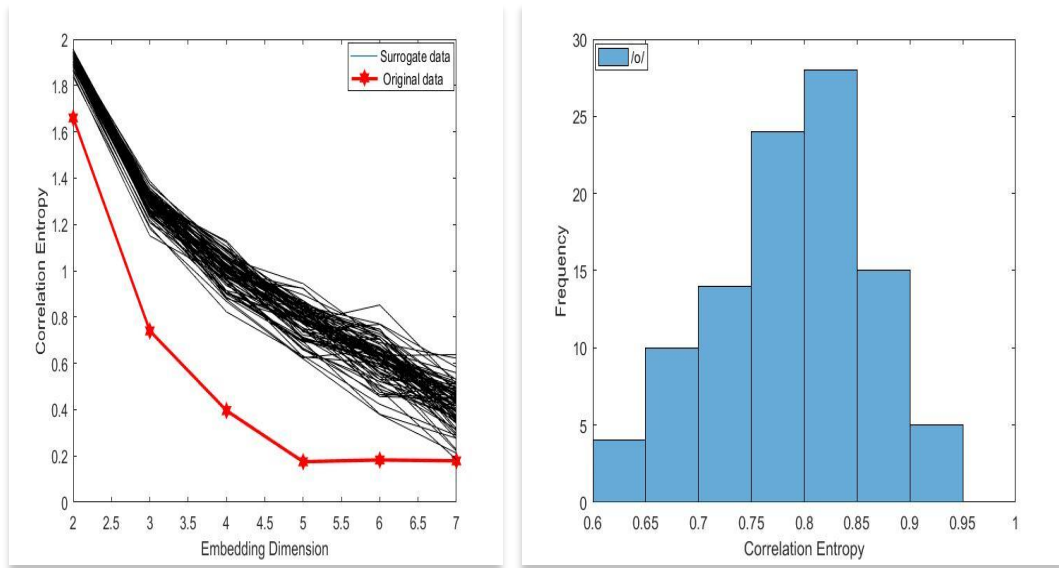 2
1.8
1.6
1.4
1.2
1
0.8
0.6
0.4
0.2
0
Correlation Entropy
Surrogate data
Original data
2 2.5 3 3.5 4 4.5 5 5.5 6 6.5 7
Embedding Dimension
30
25
20
15
10
5
0
Frequency
/o/
0.6 0.65 0.7 0.75 0.8 0.85 0.9 0.95 1
Correlation Entropy